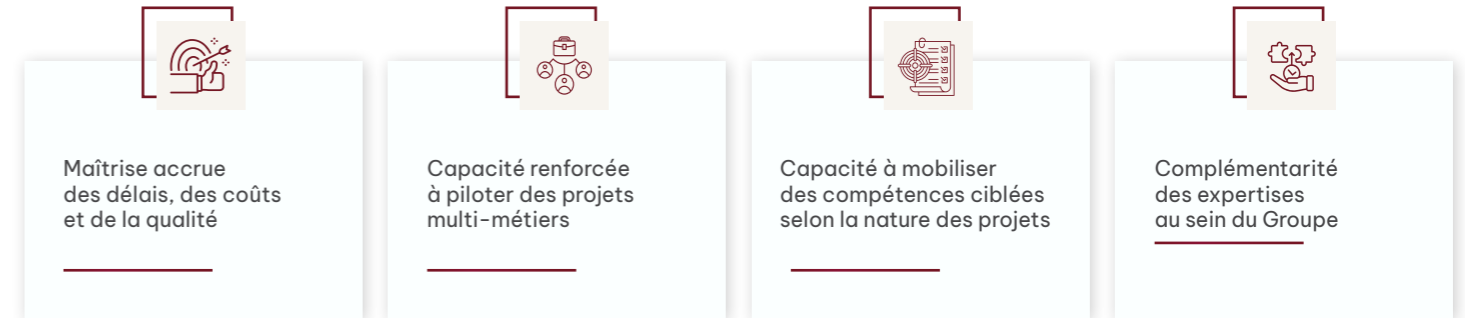 Maîtrise accrue
des délais, des coûts
et de la qualité
Capacité renforcée
à piloter des projets
multi-métiers
Capacité à mobiliser
des compétences ciblées
selon la nature des projets
Complémentarité
des expertises
au sein du Groupe